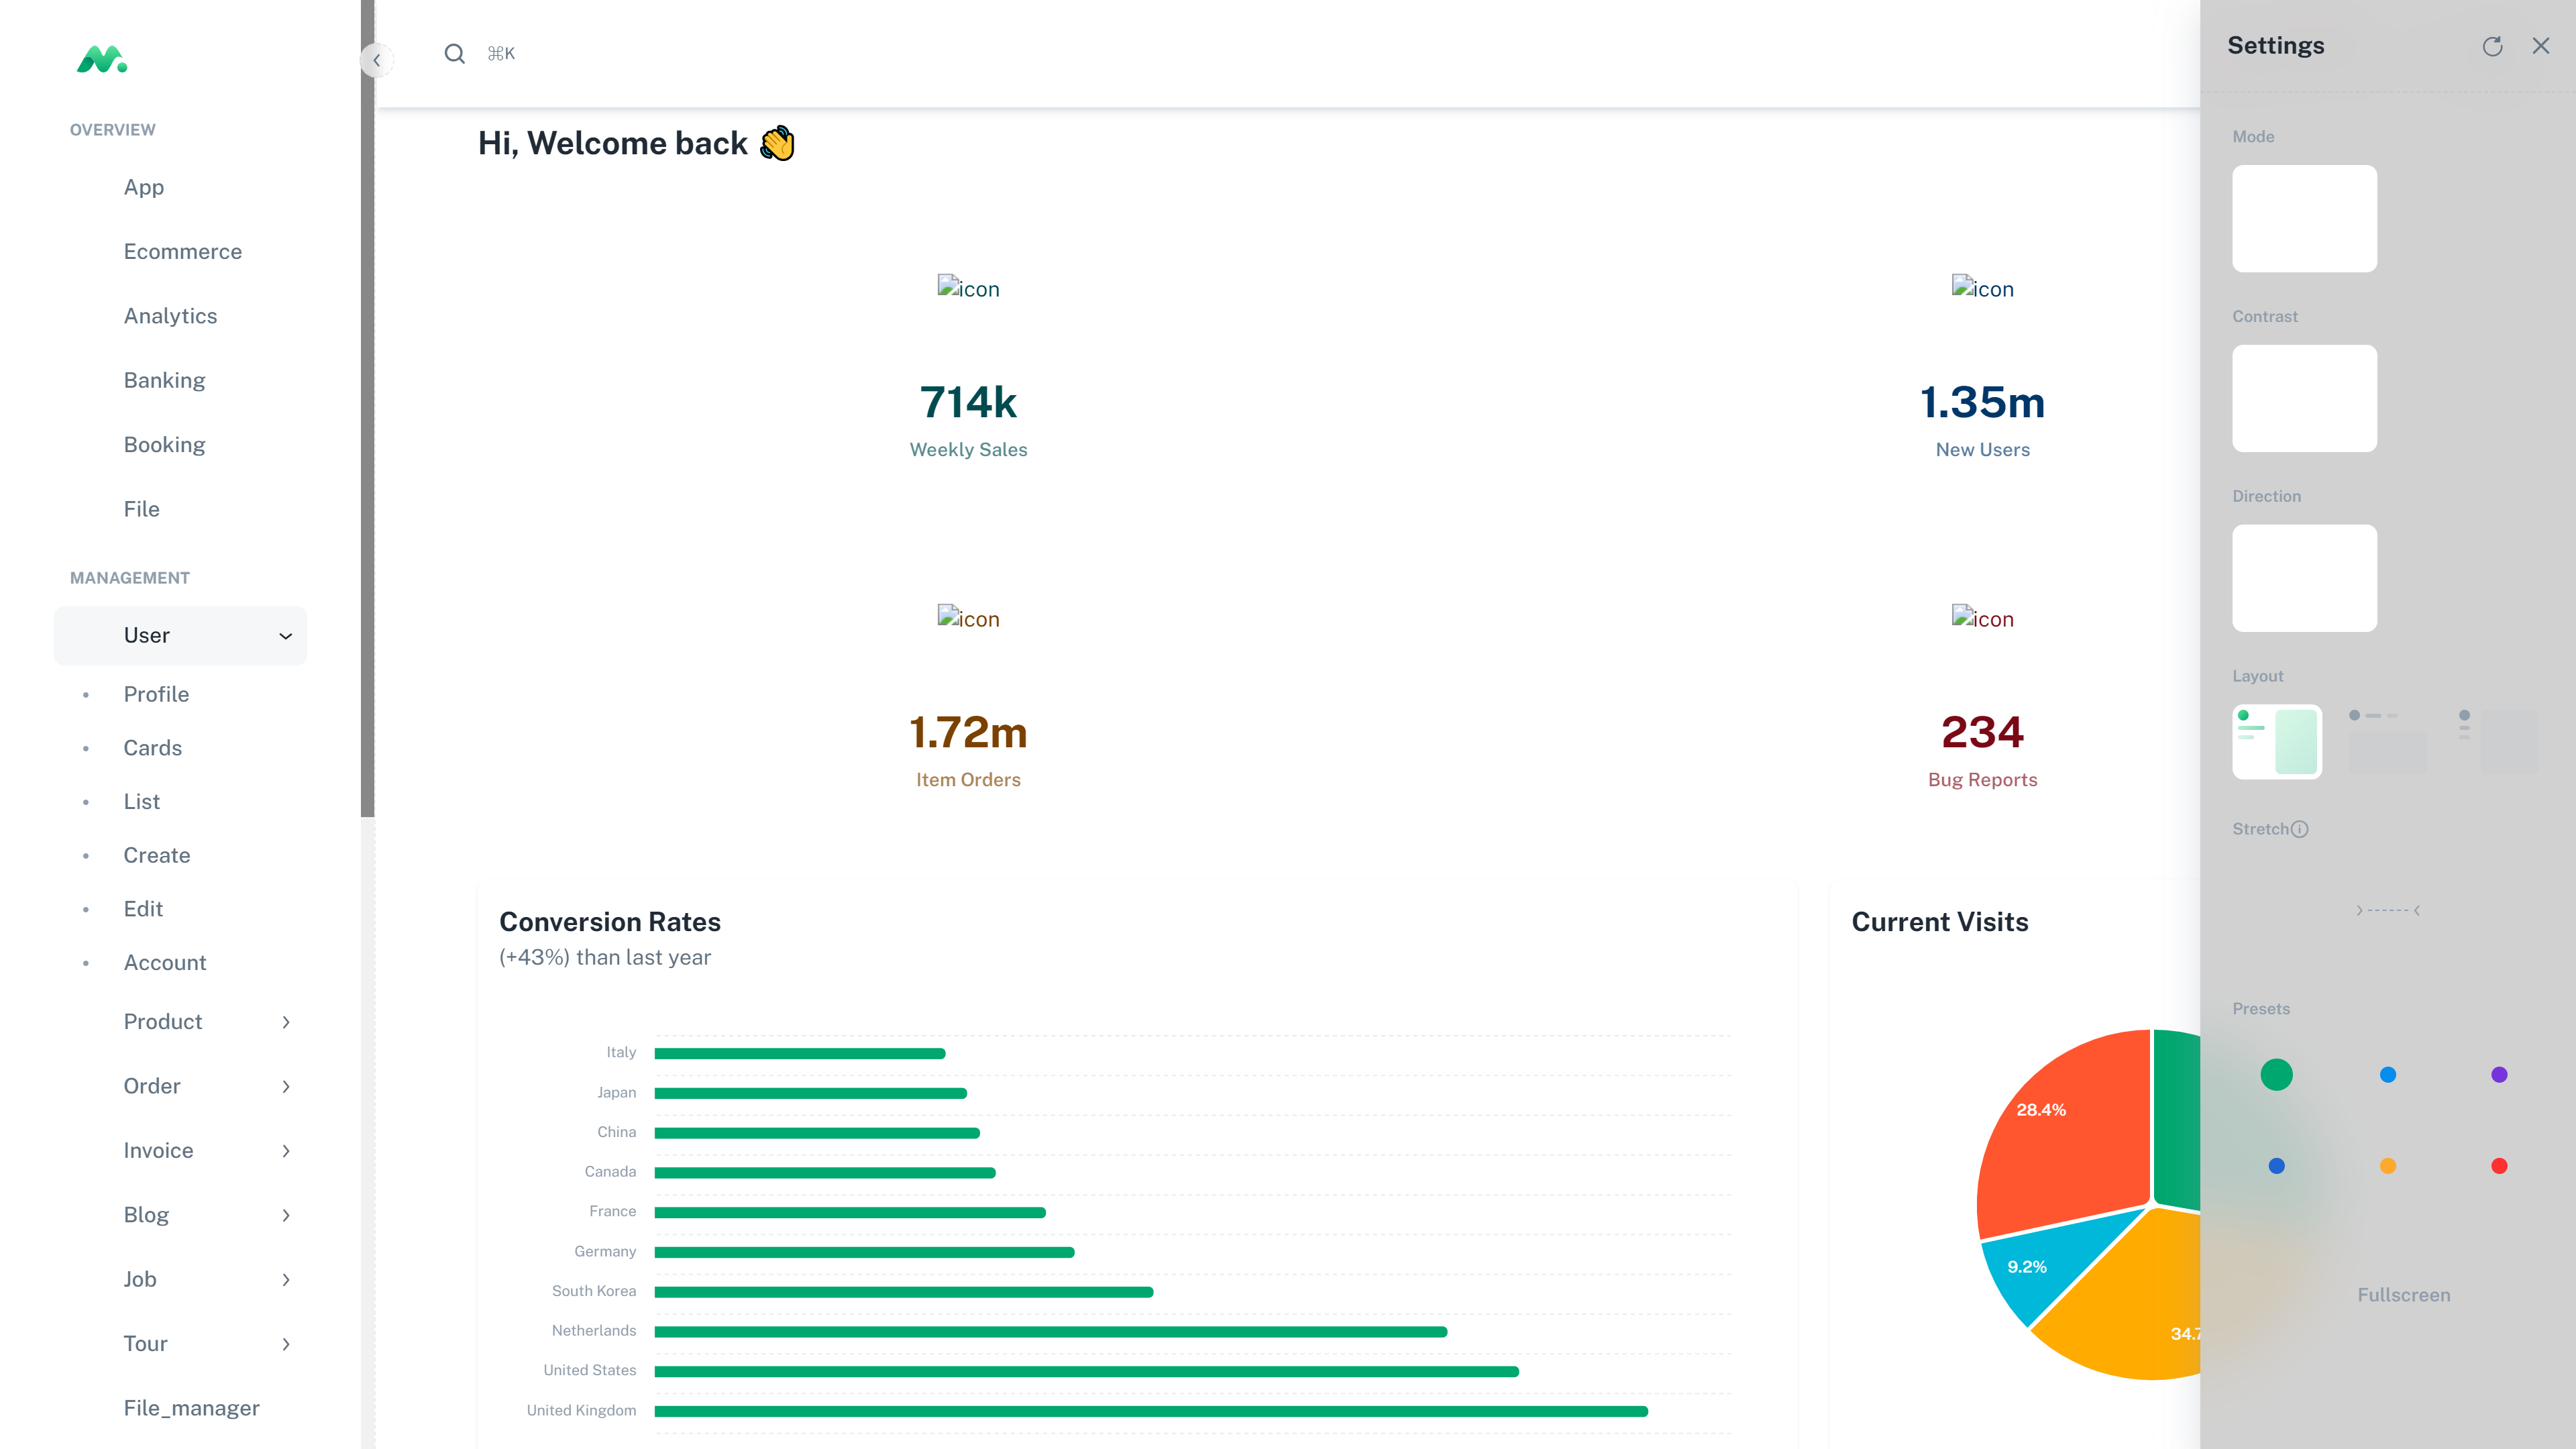 OVERVIEW
App
Ecommerce
Analytics
Banking
Booking
File
MANAGEMENT
User
Profile
Cards
List
Create
Edit
Account
Product
Order
Invoice
Blog
Job
Tour
File_manager
⌘K
Hi, Welcome back 👋
icon
714k
Weekly Sales
icon
1.35m
New Users
icon
1.72m
Item Orders
icon
234
Bug Reports
Conversion Rates
(+43%) than last year
Italy
Japan
China
Canada
France
Germany
South Korea
Netherlands
United States
United Kingdom
Current Visits
28.4%
9.2%
34.7
Settings
Mode
Contrast
Direction
Layout
Stretch
Presets
Fullscreen